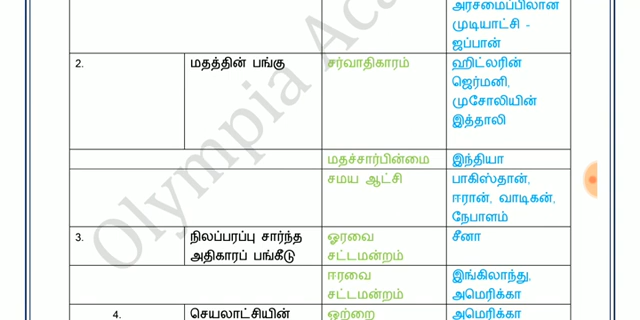 அரசமைப்பிலான
முடியாட்சி -
ஜப்பான்
2. மதத்தின் பங்கு சர்வாதிகாரம் ஹிட்லரின்
ஜெர்மனி,
முசோலியின்
இத்தாலி
மதச்சார்பின்மை இந்தியா
சமய ஆட்சி பாகிஸ்தான்,
ஈரான், வாடிகன்,
நேபாளம்
3. நிலப்பரப்பு சார்ந்த ஓரவை சீனா
அதிகாரப் பங்கீடு சட்டமன்றம்
ஈரவை இங்கிலாந்து,
சட்டமன்றம் அமெரிக்கா
4. செயலாட்சியின் ஒற்றை அமெரிக்கா
Olympia